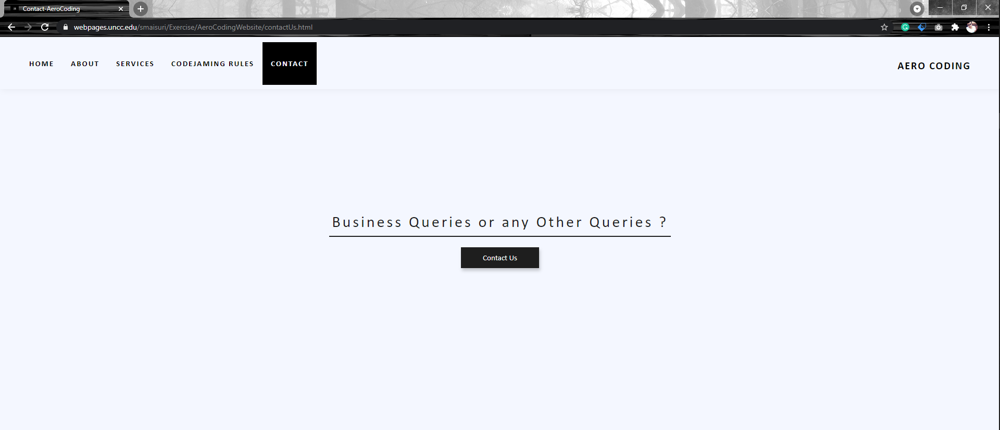 Contact-AeroCoding
webpages.uncc.edu/smaisuri/Exercise/AeroCodingWebsite/contactUs.html
HOME ABOUT SERVICES CODEJAMING RULES CONTACT AERO CODING
Business Queries or any Other Queries ?
Contact Us